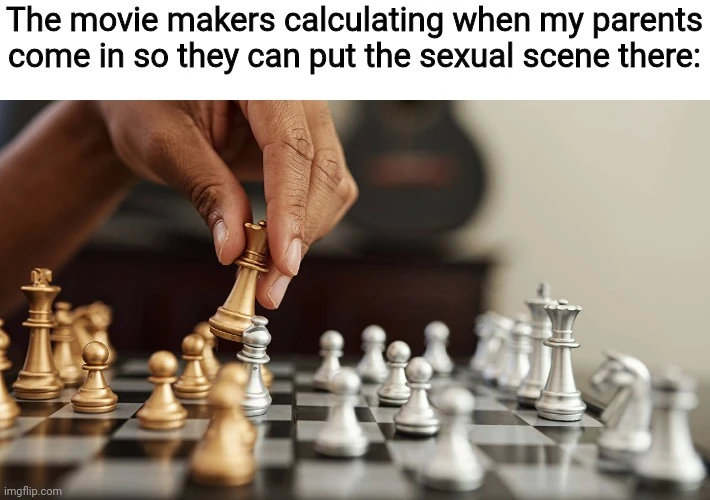 The movie makers calculating when my parents
come in so they can put the sexual scene there:
imgflip.com